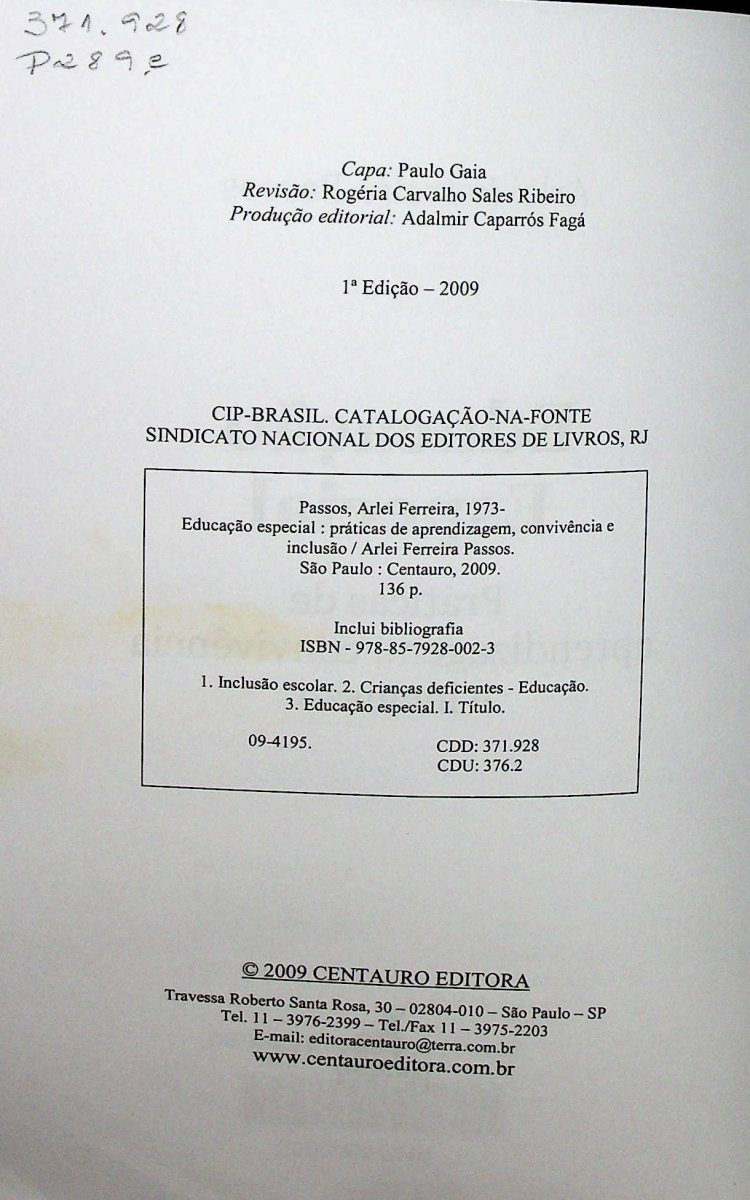 371.928
P289e
Capa: Paulo Gaia
Revisão: Rogéria Carvalho Sales Ribeiro
Produção editorial: Adalmir Caparrós Fagá
1ª Edição – 2009
CIP-BRASIL. CATALOGAÇÃO-NA-FONTE
SINDICATO NACIONAL DOS EDITORES DE LIVROS, RJ
Passos, Arlei Ferreira, 1973-
Educação especial : práticas de aprendizagem, convivência e
inclusão / Arlei Ferreira Passos.
São Paulo : Centauro, 2009.
136 p.
Inclui bibliografia
ISBN - 978-85-7928-002-3
1. Inclusão escolar. 2. Crianças deficientes - Educação.
3. Educação especial. I. Título.
09-4195. CDD: 371.928
CDU: 376.2
© 2009 CENTAURO EDITORA
Travessa Roberto Santa Rosa, 30 – 02804-010 – São Paulo – SP
Tel. 11 – 3976-2399 – Tel./Fax 11 – 3975-2203
E-mail: editoracentauro@terra.com.br
www.centauroeditora.com.br